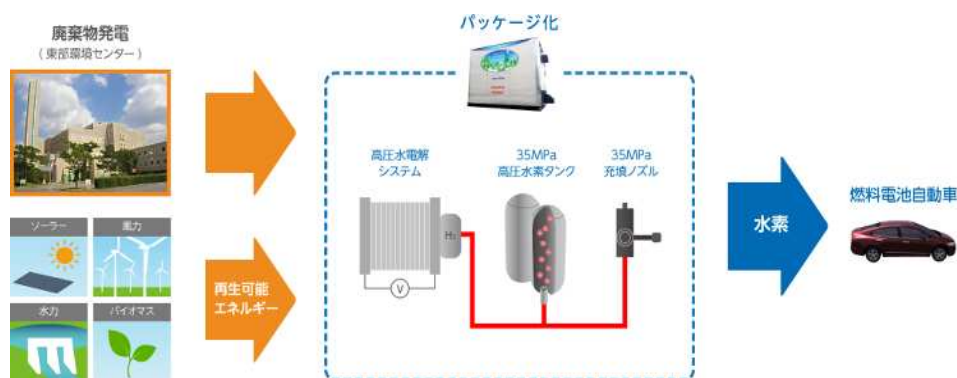 廃棄物発電
（東部環境センター）
ソーラー
風力
水力
バイオマス
再生可能
エネルギー
パッケージ化
高圧水電解
システム
H₂
V
35MPa
高圧水素タンク
35MPa
充填ノズル
水素
燃料電池自動車